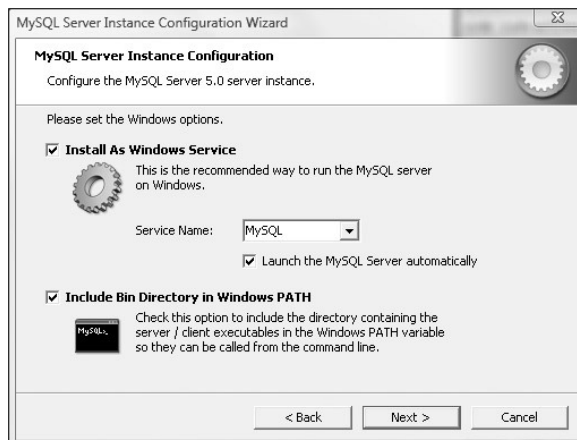 MySQL Server Instance Configuration Wizard
MySQL Server Instance Configuration
Configure the MySQL Server 5.0 server instance.
Please set the Windows options.
Install As Windows Service
This is the recommended way to run the MySQL server
on Windows.
Service Name:
MySQL
Launch the MySQL Server automatically
Include Bin Directory in Windows PATH
MySQL>_
Check this option to include the directory containing the
server / client executables in the Windows PATH variable
so they can be called from the command line.
< Back
Next >
Cancel